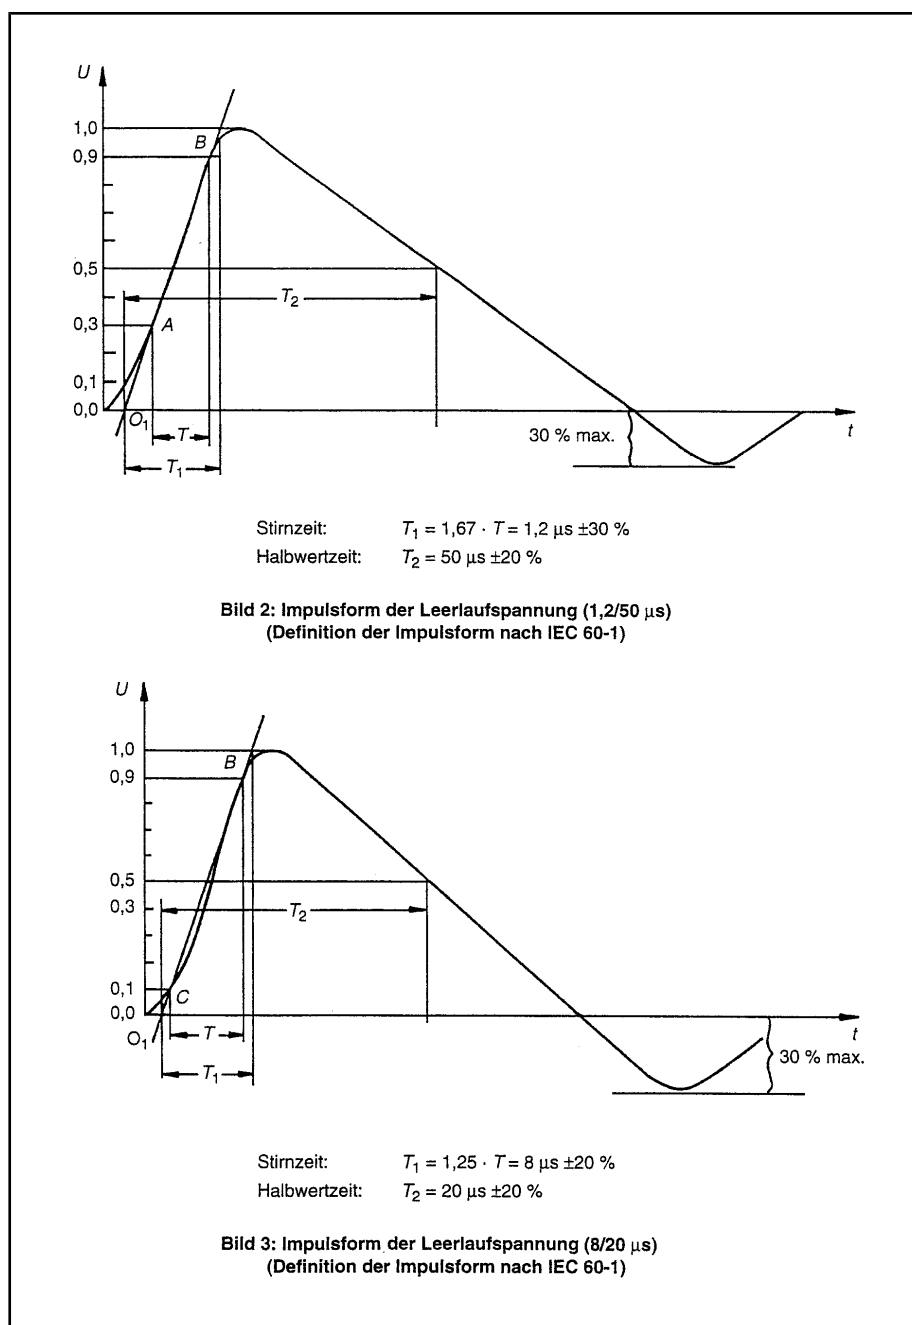 U
1,0
B
0,9
0,5
T2
0,3
A
0,1
0,0
O1
T
30 % max.
t
T1
Stirnzeit: T1 = 1,67 · T = 1,2 µs ±30 %
Halbwertzeit: T2 = 50 µs ±20 %
Bild 2: Impulsform der Leerlaufspannung (1,2/50 µs)
(Definition der Impulsform nach IEC 60-1)
U
1,0
B
0,9
0,5
0,3
T2
0,1
C
0,0
O1
T
t
30 % max.
T1
Stirnzeit: T1 = 1,25 · T = 8 µs ±20 %
Halbwertzeit: T2 = 20 µs ±20 %
Bild 3: Impulsform der Leerlaufspannung (8/20 µs)
(Definition der Impulsform nach IEC 60-1)